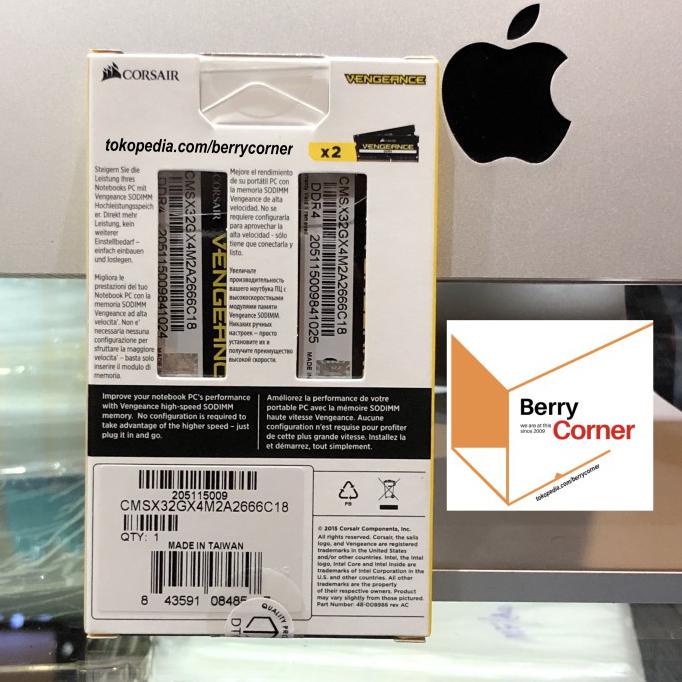 CORSAIR
VENGEANCE
tokopedia.com/berrycorner
x2
VENGEANCE
Steigern Sie die
Leistung Ihres
Notebooks PC mit
Vengeance SODIMM
Hochleistungsspeich
er. Direkt mehr
Leistung, kein
weiterer
Einstellbedarf –
einfach einbauen
und loslegen.
Migliora le
prestazioni del tuo
Notebook PC con la
memoria SODIMM
Vengeance ad alta
velocita'. Non e'
necessaria nessuna
configurazione per
sfruttare la maggiore
velocita' – basta solo
inserire il modulo di
memoria.
CMSX32GX4M2A2666C18
DDR4 205115009841024
CORSAIR
VENGEANC
Mejore el rendimiento
de su portátil PC con
la memoria SODIMM
Vengeance de alta
velocidad. No se
requiere configurarla
para aprovechar la
alta velocidad - sólo
tiene que conectarla y
listo.
Увеличьте
производительность
вашего ноутбука ПЦ с
высокоскоростными
модулями памяти
Vengeance SODIMM.
Никаких ручных
настроек – просто
установите их и
получите преимущество
высокой скорости.
CMSX32GX4M2A2666C18
DDR4 205115009841025
MADE IN
Improve your notebook PC's performance
with Vengeance high-speed SODIMM
memory. No configuration is required to
take advantage of the higher speed – just
plug it in and go.
Améliorez la performance de votre
portable PC avec la mémoire SODIMM
haute vitesse Vengeance. Aucune
configuration n'est requise pour profiter
de cette plus grande vitesse. Installez la
et démarrez, tout simplement.
205115009
CMSX32GX4M2A2666C18
QTY: 1
MADE IN TAIWAN
8 43591 0848
QUALITY
PB
© 2015 Corsair Components, Inc.
All rights reserved. Corsair, the sails
logo, and Vengeance are registered
trademarks in the United States
and/or other countries. Intel, the Intel
logo, Intel Core and Intel Inside are
trademarks of Intel Corporation in the
U.S. and other countries. All other
trademarks are the property
of their respective owners. Product
may vary slightly from those pictured.
Part Number: 48-009986 rev AC
Berry
we are at this
since 2009
Corner
tokopedia.com/berrycorner